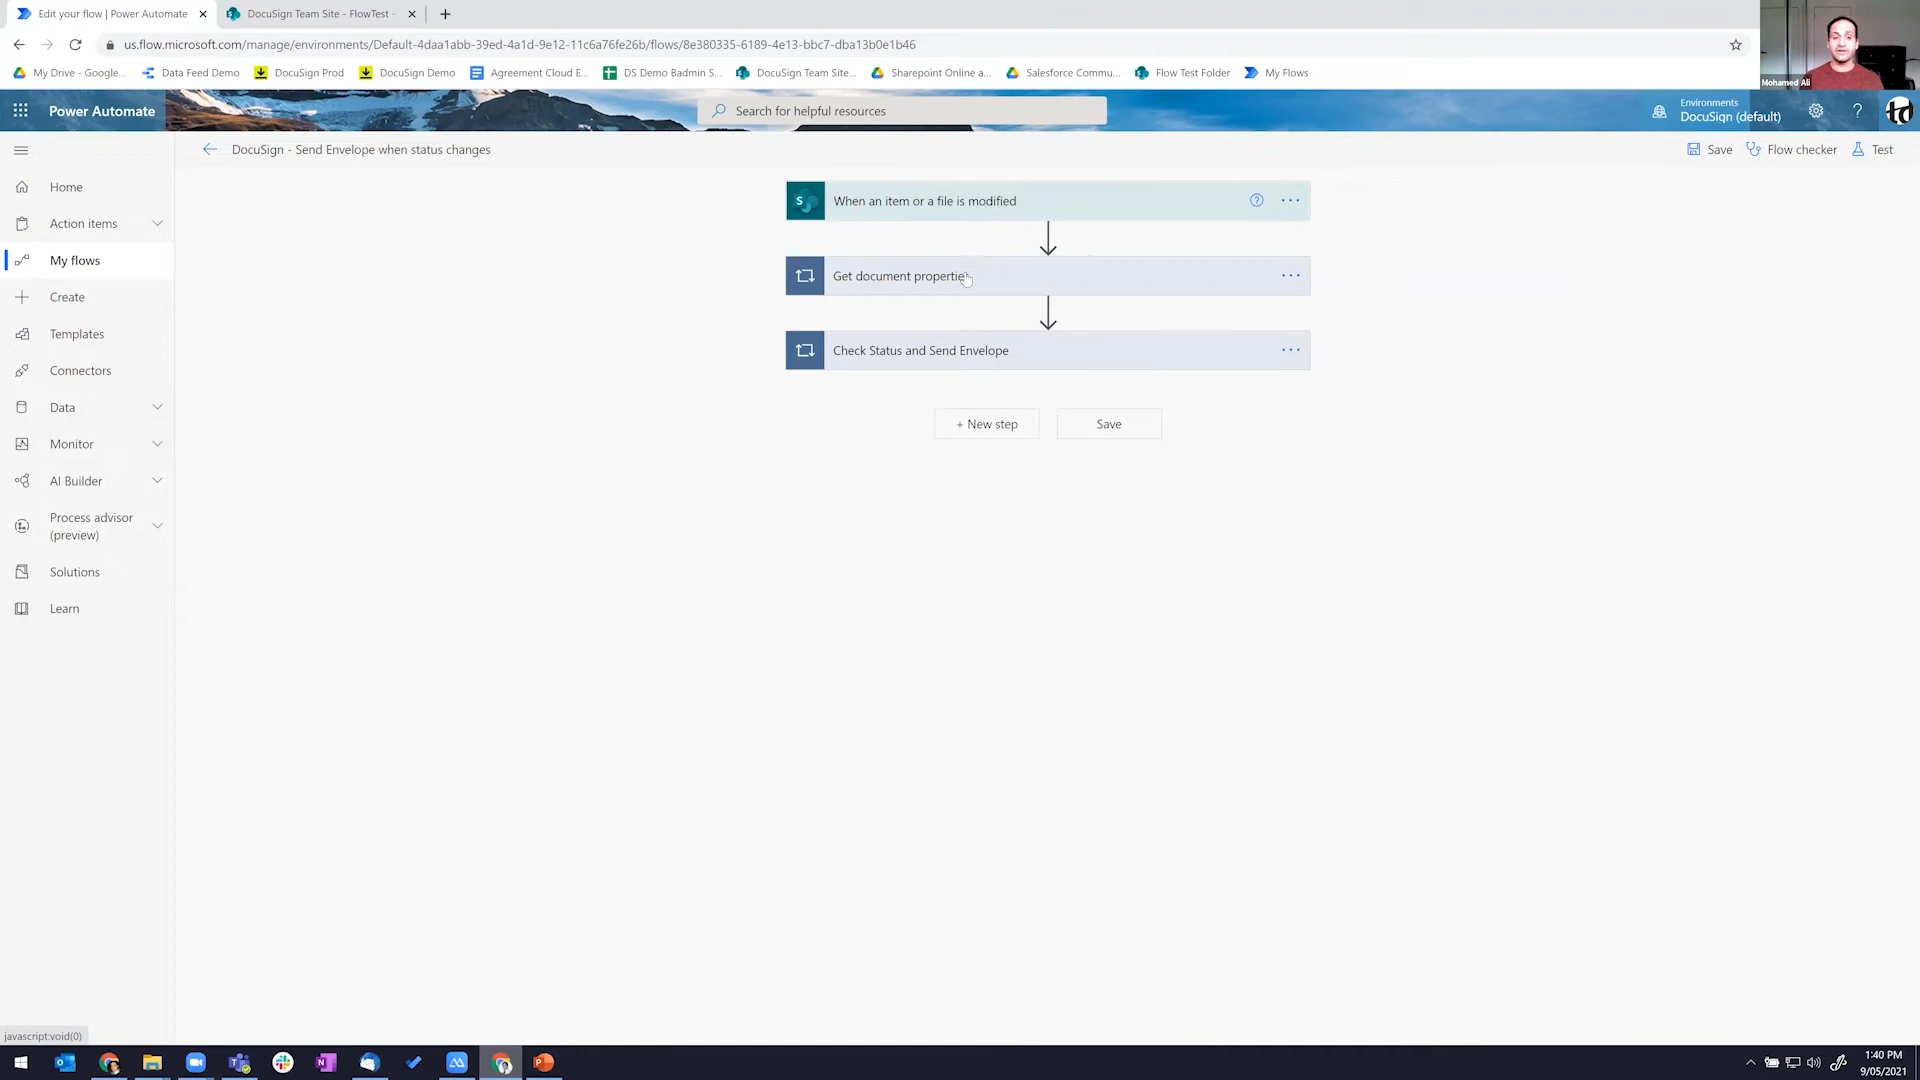 Edit your flow | Power Automate
DocuSign Team Site - FlowTest -
us.flow.microsoft.com/manage/environments/Default-4daa1abb-39ed-4a1d-9e12-11c6a76fe26b/flows/8e380335-6189-4e13-bbc7-dba13b0e1b46
My Drive - Google...
Data Feed Demo
DocuSign Prod
DocuSign Demo
Agreement Cloud E...
DS Demo Badmin S...
DocuSign Team Site...
Sharepoint Online a...
Salesforce Commu...
Flow Test Folder
My Flows
Mohamed Ali
Power Automate
Search for helpful resources
Environments
DocuSign (default)
DocuSign - Send Envelope when status changes
Save
Flow checker
Test
Home
Action items
My flows
Create
Templates
Connectors
Data
Monitor
AI Builder
Process advisor
(preview)
Solutions
Learn
When an item or a file is modified
Get document properties
Check Status and Send Envelope
+ New step
Save
javascript:void(0)
1:40 PM
9/05/2021